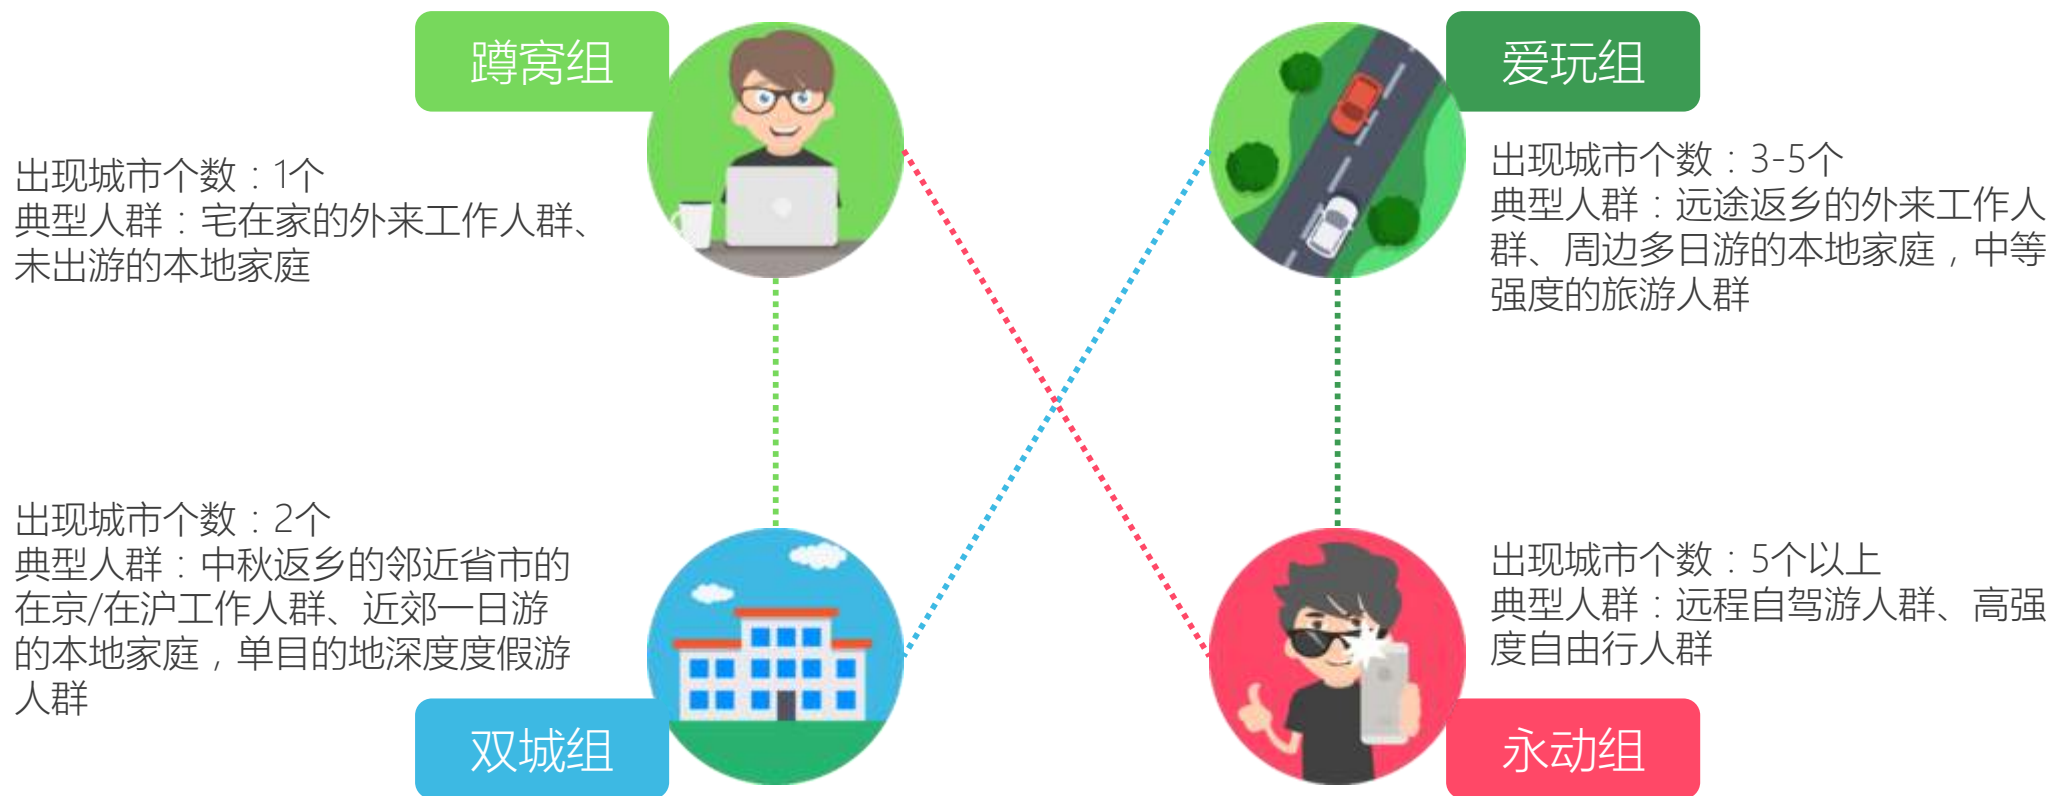 蹲窝组
出现城市个数：1个
典型人群：宅在家的外来工作人群、
未出游的本地家庭
爱玩组
出现城市个数：3-5个
典型人群：远途返乡的外来工作人
群、周边多日游的本地家庭，中等
强度的旅游人群
出现城市个数：2个
典型人群：中秋返乡的邻近省市的
在京/在沪工作人群、近郊一日游
的本地家庭，单目的地深度度假游
人群
双城组
出现城市个数：5个以上
典型人群：远程自驾游人群、高强
度自由行人群
永动组